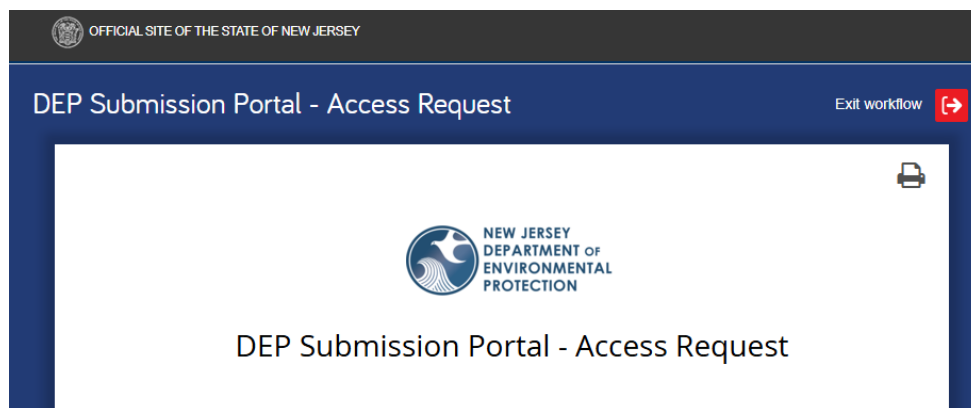 OFFICIAL SITE OF THE STATE OF NEW JERSEY
DEP Submission Portal - Access Request
Exit workflow
NEW JERSEY
DEPARTMENT OF
ENVIRONMENTAL
PROTECTION
DEP Submission Portal - Access Request